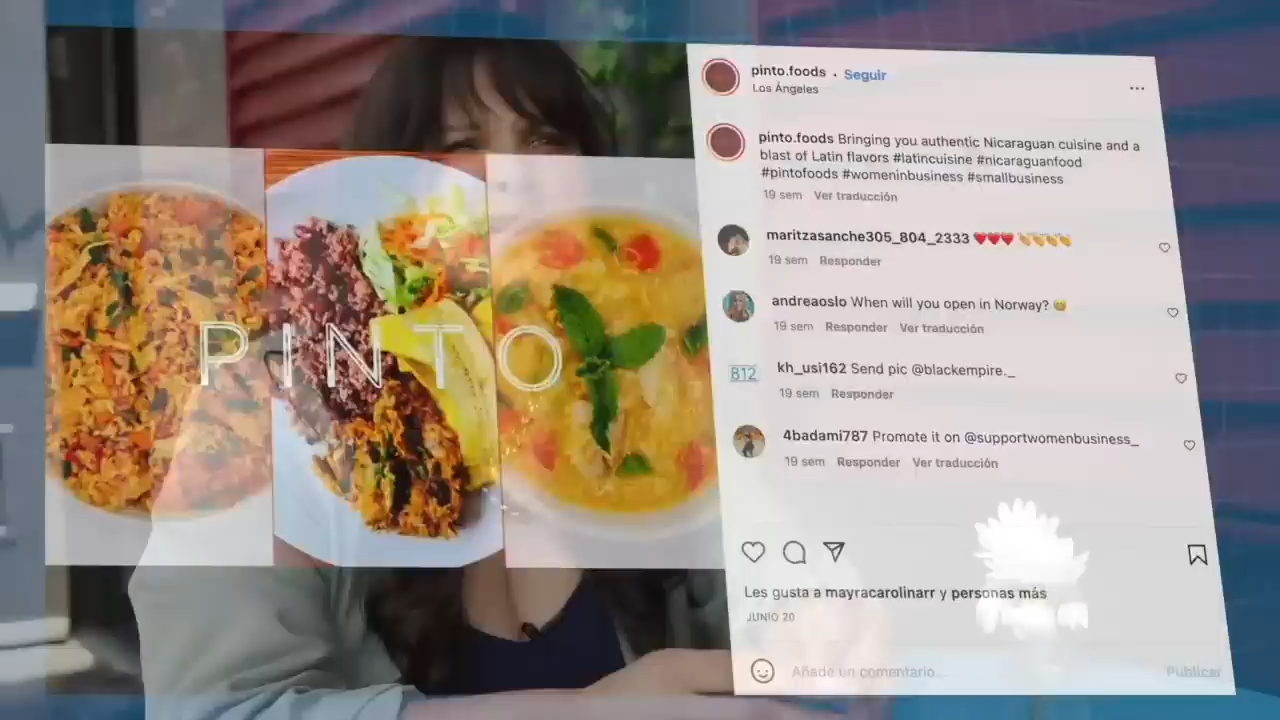 PINTO
pinto.foods • Seguir
Los Ángeles
pinto.foods Bringing you authentic Nicaraguan cuisine and a
blast of Latin flavors #latincuisine #nicaraguanfood
#pintofoods #womeninbusiness #smallbusiness
19 sem Ver traducción
maritzasanche305_804_2333 ❤️❤️❤️ 👏👏👏👏
19 sem Responder
andreaoslo When will you open in Norway? 😄
19 sem Responder Ver traducción
B12
kh_usi162 Send pic @blackempire._
19 sem Responder
4badami787 Promote it on @supportwomenbusiness_
19 sem Responder Ver traducción
Les gusta a mayracarolinarr y personas más
JUNIO 20
Añade un comentario...
Publicar